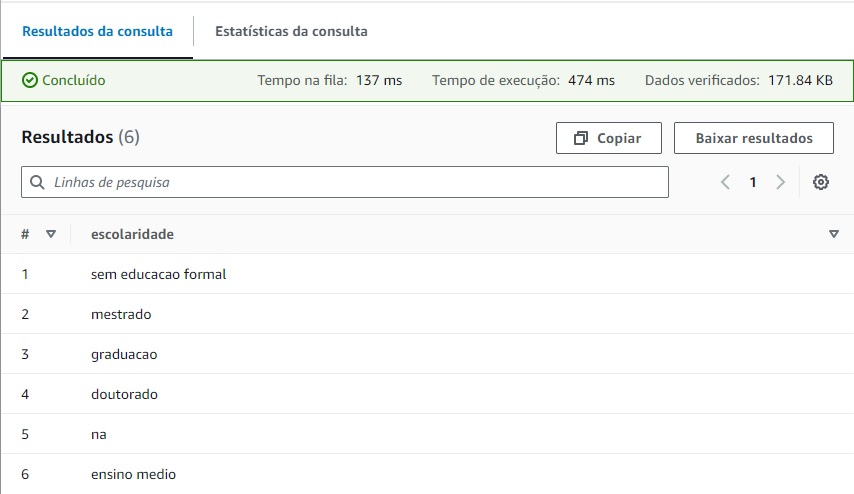 Resultados da consulta Estatísticas da consulta
Concluído Tempo na fila: 137 ms Tempo de execução: 474 ms Dados verificados: 171.84 KB
Resultados (6) Copiar Baixar resultados
Linhas de pesquisa 1
# escolaridade
1 sem educacao formal
2 mestrado
3 graduacao
4 doutorado
5 na
6 ensino medio